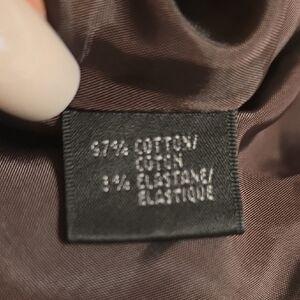 97% COTTON/
COTON
3% ELASTANE/
ELASTIQUE